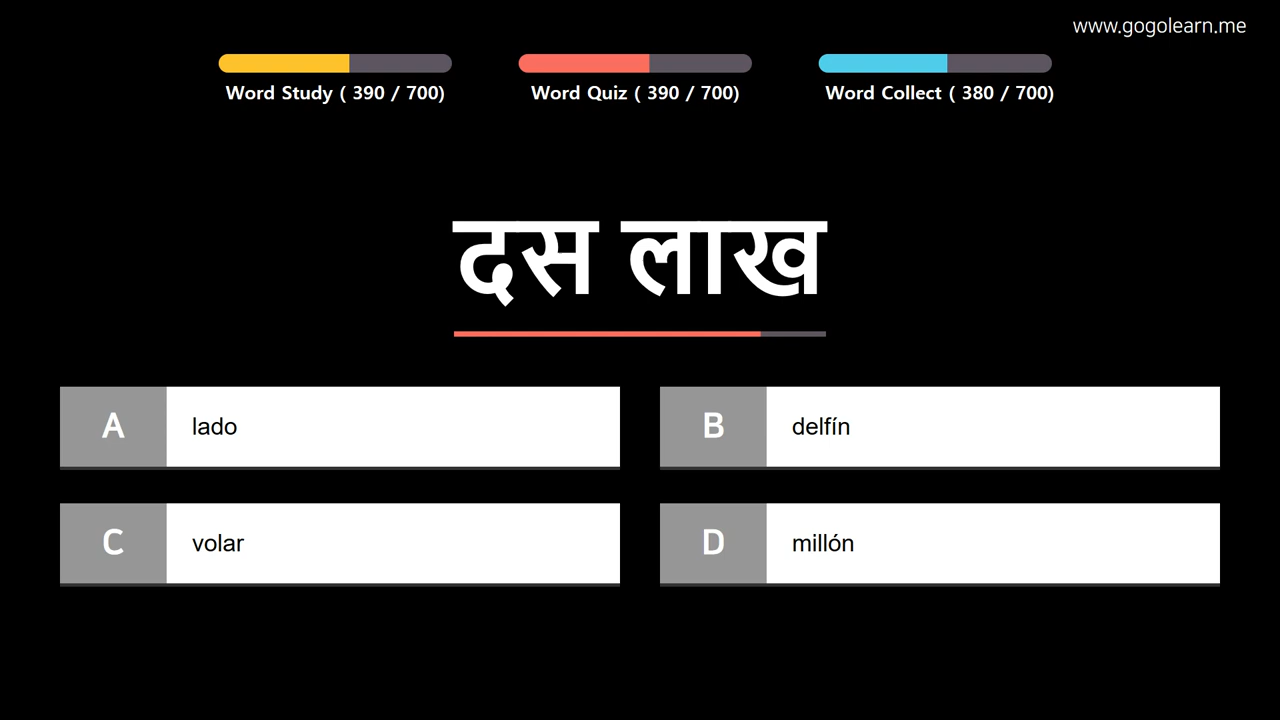 www.gogolearn.me
Word Study ( 390 / 700)
Word Quiz ( 390 / 700)
Word Collect ( 380 / 700)
दस लाख
A lado
B delfín
C volar
D millón